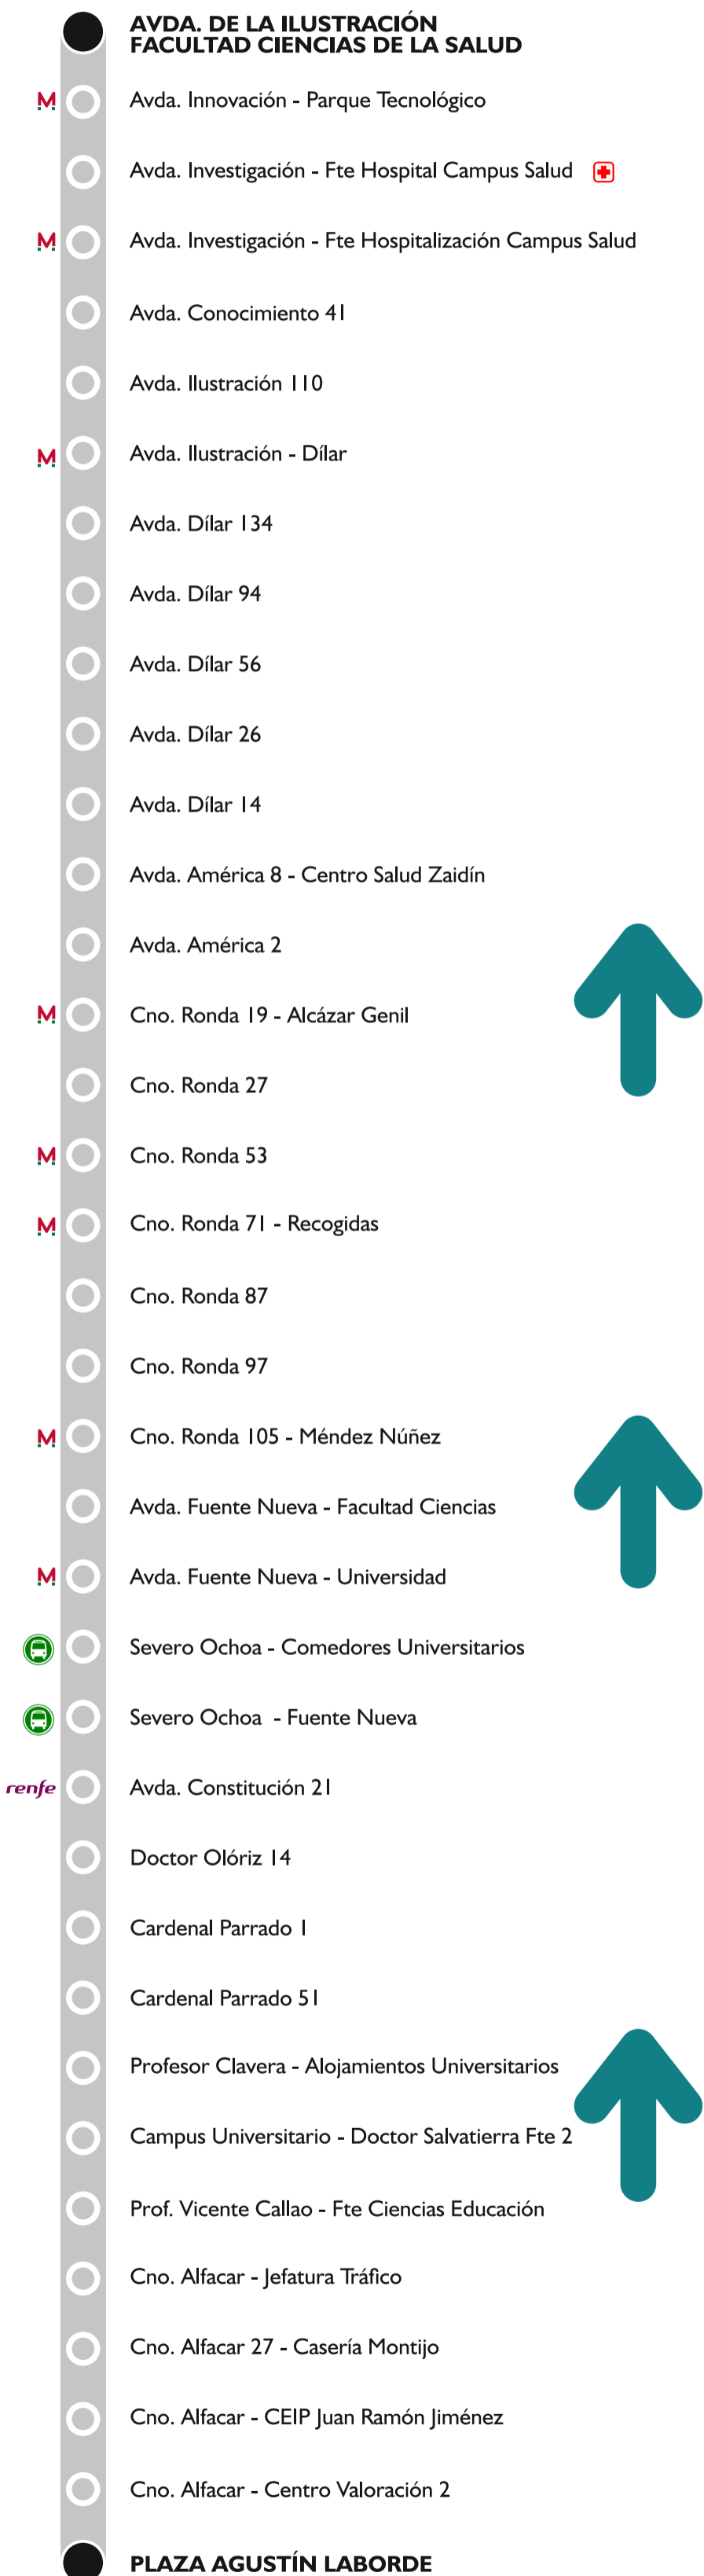 AVDA. DE LA ILUSTRACIÓN
FACULTAD CIENCIAS DE LA SALUD
M Avda. Innovación - Parque Tecnológico
Avda. Investigación - Fte Hospital Campus Salud
M Avda. Investigación - Fte Hospitalización Campus Salud
Avda. Conocimiento 41
Avda. Ilustración 110
M Avda. Ilustración - Dílar
Avda. Dílar 134
Avda. Dílar 94
Avda. Dílar 56
Avda. Dílar 26
Avda. Dílar 14
Avda. América 8 - Centro Salud Zaidín
Avda. América 2
M Cno. Ronda 19 - Alcázar Genil
Cno. Ronda 27
M Cno. Ronda 53
M Cno. Ronda 71 - Recogidas
Cno. Ronda 87
Cno. Ronda 97
M Cno. Ronda 105 - Méndez Núñez
Avda. Fuente Nueva - Facultad Ciencias
M Avda. Fuente Nueva - Universidad
Severo Ochoa - Comedores Universitarios
Severo Ochoa - Fuente Nueva
renfe Avda. Constitución 21
Doctor Olóriz 14
Cardenal Parrado 1
Cardenal Parrado 51
Profesor Clavera - Alojamientos Universitarios
Campus Universitario - Doctor Salvatierra Fte 2
Prof. Vicente Callao - Fte Ciencias Educación
Cno. Alfacar - Jefatura Tráfico
Cno. Alfacar 27 - Casería Montijo
Cno. Alfacar - CEIP Juan Ramón Jiménez
Cno. Alfacar - Centro Valoración 2
PLAZA AGUSTÍN LABORDE